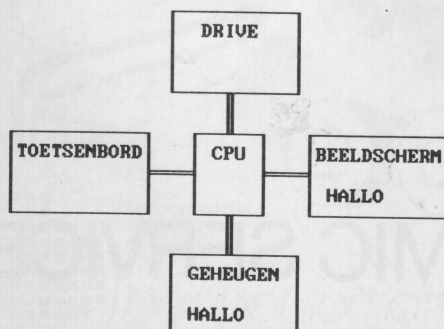 DRIVE
TOETSENBORD
CPU
BEELDSCHERM
HALLO
GEHEUGEN
HALLO